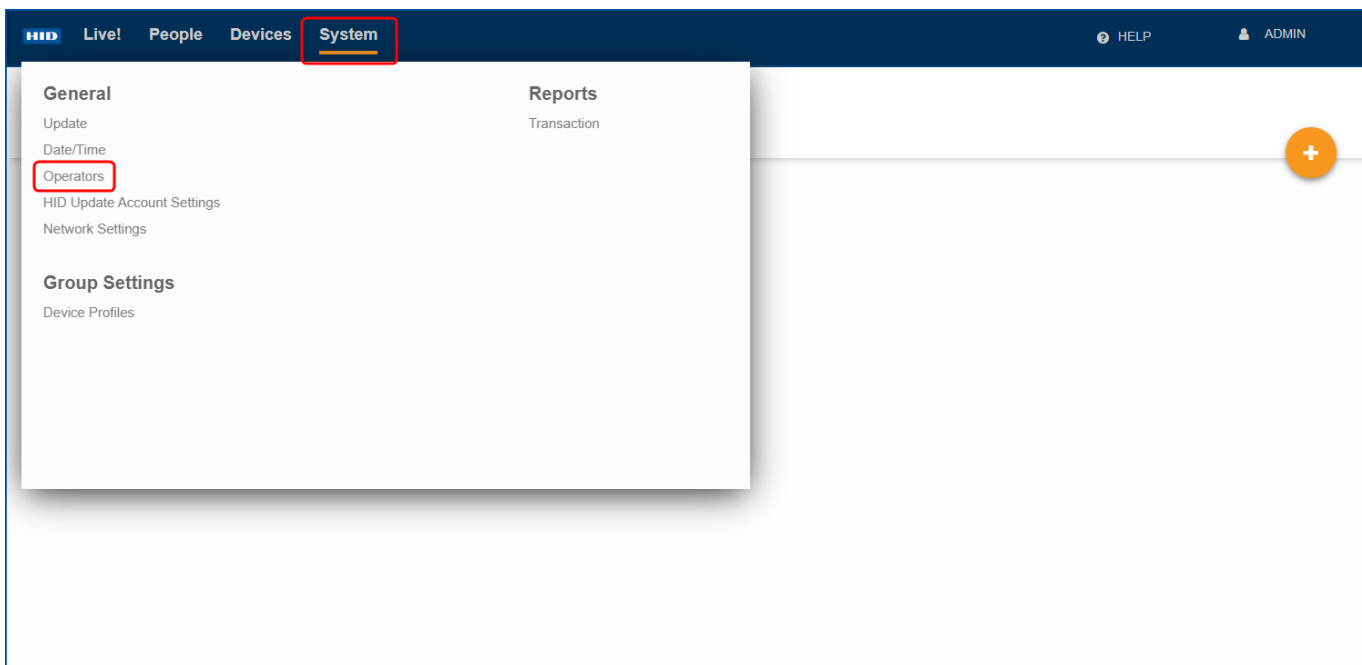 HID Live! People Devices System HELP ADMIN
General
Update
Date/Time
Operators
HID Update Account Settings
Network Settings
Group Settings
Device Profiles
Reports
Transaction